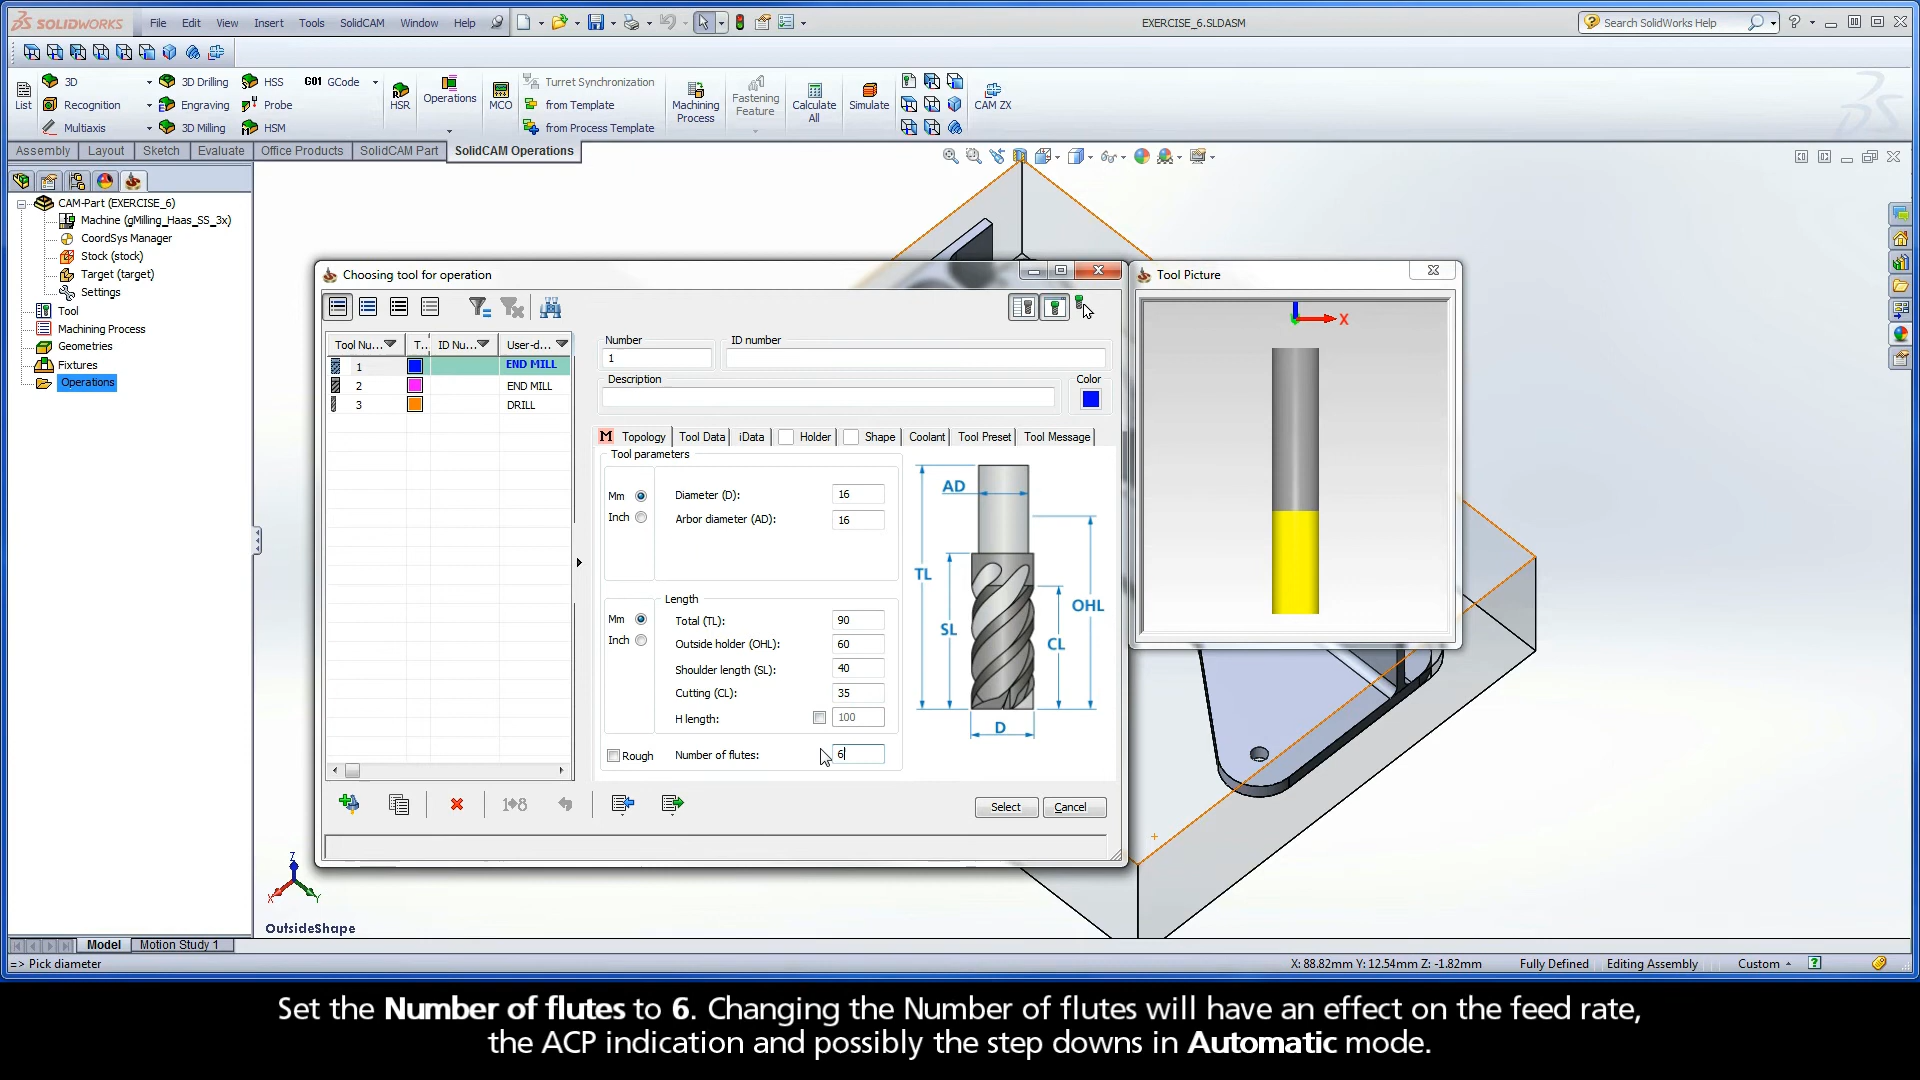 SOLIDWORKS File Edit View Insert Tools SolidCAM Window Help EXERCISE_6.SLDASM Search SolidWorks Help
3D 3D Drilling HSS G01 GCode Turret Synchronization
List Recognition Engraving Probe HSR Operations MCO from Template Machining Process Fastening Feature Calculate All Simulate CAM ZX
Multiaxis 3D Milling HSM from Process Template
Assembly Layout Sketch Evaluate Office Products SolidCAM Part SolidCAM Operations
CAM-Part (EXERCISE_6)
Machine (gMilling_Haas_SS_3x)
CoordSys Manager
Stock (stock)
Target (target)
Settings
Tool
Machining Process
Geometries
Fixtures
Operations
Choosing tool for operation
Tool Nu... T.. ID Nu... User-d...
1 END MILL
2 END MILL
3 DRILL
Number ID number
1
Description Color
M Topology Tool Data iData Holder Shape Coolant Tool Preset Tool Message
Tool parameters
Mm Diameter (D): 16
Inch Arbor diameter (AD): 16
Length
Mm Total (TL): 90
Inch Outside holder (OHL): 60
Shoulder length (SL): 40
Cutting (CL): 35
H length: 100
Rough Number of flutes: 6
AD
TL
OHL
SL
CL
D
1 8
Select Cancel
Tool Picture
X
Z
X Y
OutsideShape
Model Motion Study 1
=> Pick diameter X: 88.82mm Y: 12.54mm Z: -1.82mm Fully Defined Editing Assembly Custom
Set the Number of flutes to 6. Changing the Number of flutes will have an effect on the feed rate,
the ACP indication and possibly the step downs in Automatic mode.